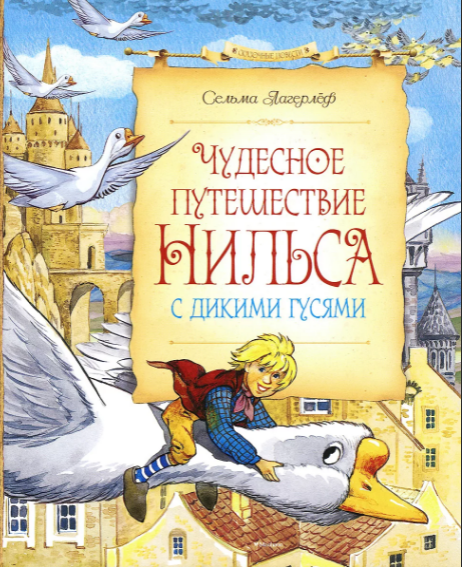 Сельма Лагерлёф
ЧУДЕСНОЕ
ПУТЕШЕСТВИЕ
НИЛЬСА
С ДИКИМИ ГУСЯМИ